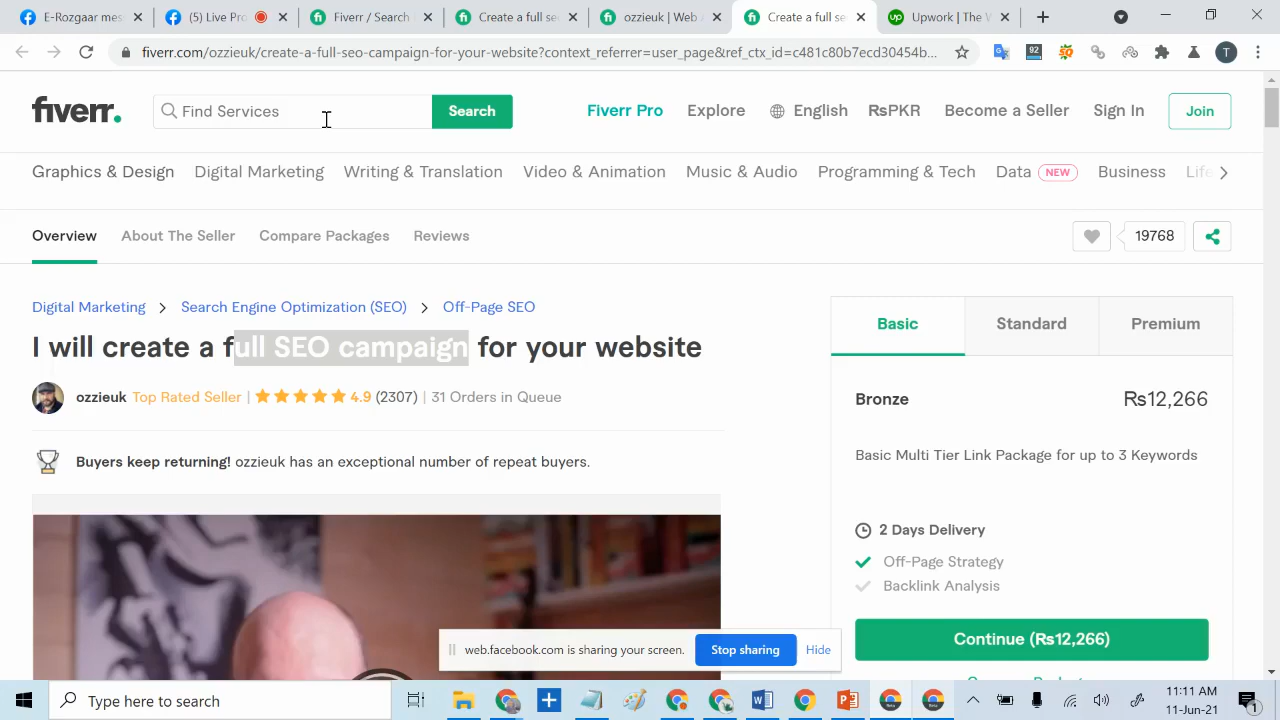 E-Rozgar mes
(5) Live Pro
Fiverr / Search
Create a full se
ozzieuk | Web
Create a full se
Upwork | The W
fiverr.com/ozzieuk/create-a-full-seo-campaign-for-your-website?context_referrer=user_page&ref_ctx_id=c481c80b7ecd30454b...
92
T
fiverr.
Find Services
Search
Fiverr Pro
Explore
English
₨PKR
Become a Seller
Sign In
Join
Graphics & Design
Digital Marketing
Writing & Translation
Video & Animation
Music & Audio
Programming & Tech
Data NEW
Business
Life
Overview
About The Seller
Compare Packages
Reviews
19768
Digital Marketing > Search Engine Optimization (SEO) > Off-Page SEO
I will create a full SEO campaign for your website
ozzieuk Top Rated Seller | 4.9 (2307) | 31 Orders in Queue
Buyers keep returning! ozzieuk has an exceptional number of repeat buyers.
Basic
Standard
Premium
Bronze
₨12,266
Basic Multi Tier Link Package for up to 3 Keywords
2 Days Delivery
Off-Page Strategy
Backlink Analysis
Continue (₨12,266)
web.facebook.com is sharing your screen.
Stop sharing
Hide
Type here to search
11:11 AM
11-Jun-21
1